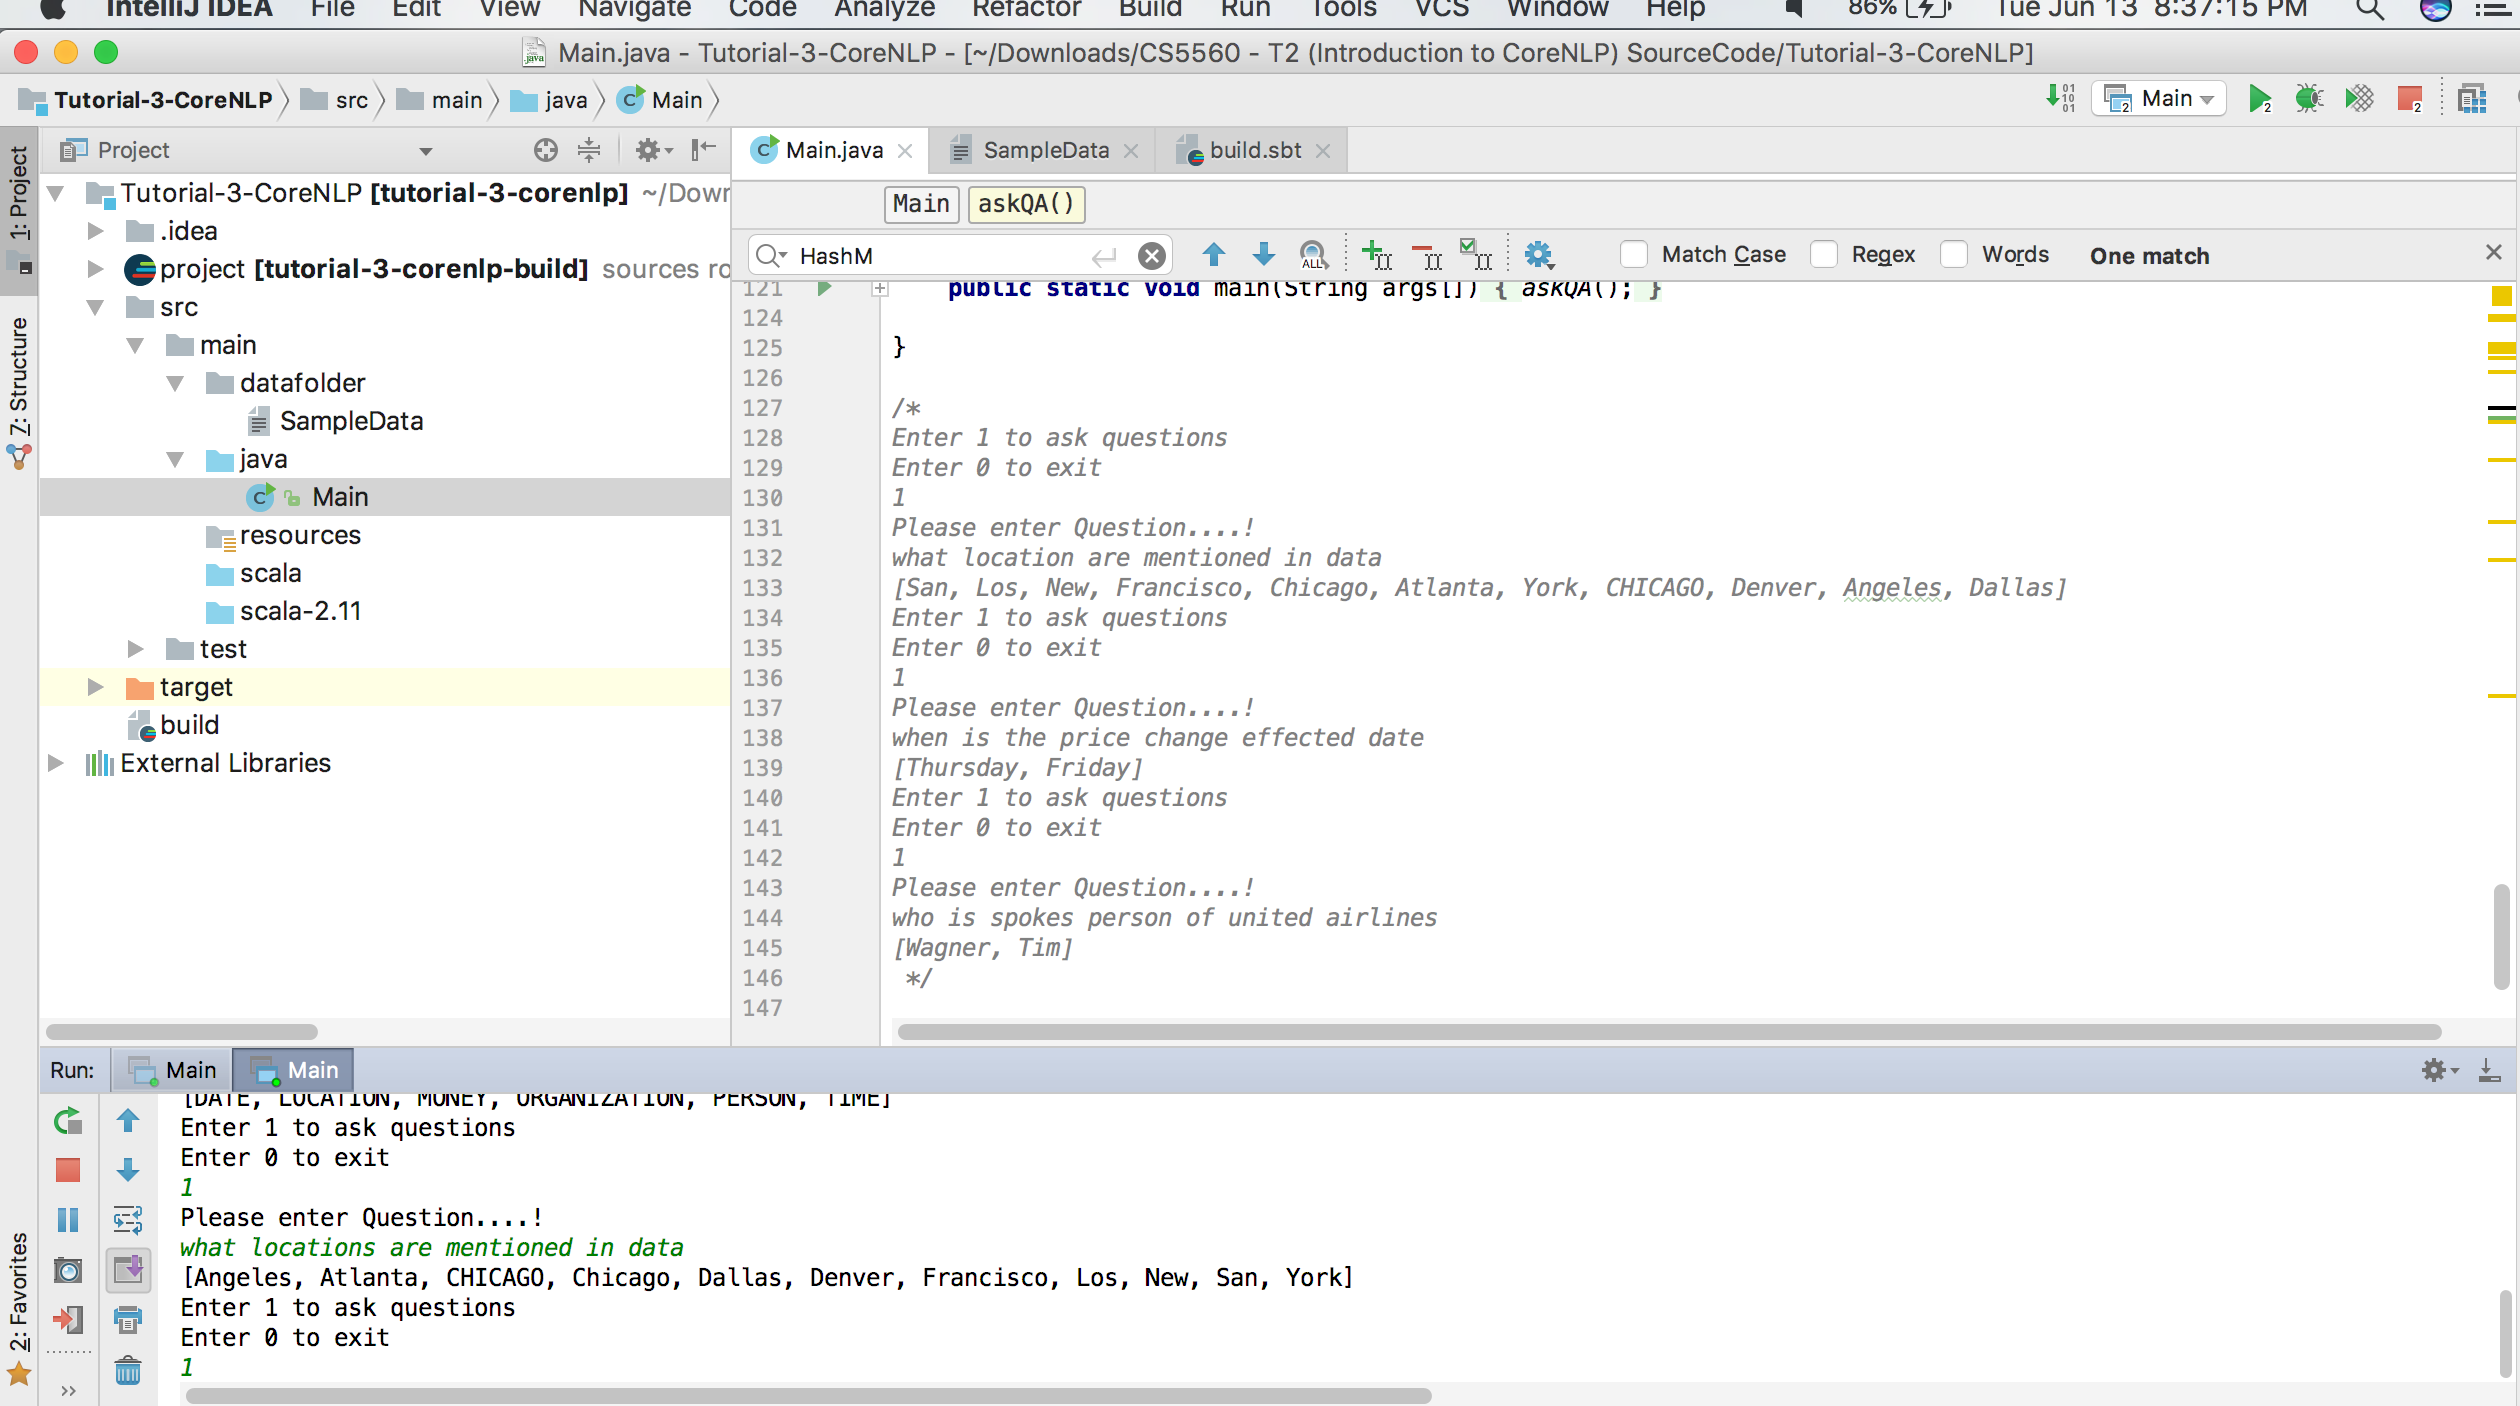 IntelliJ IDEA File Edit View Navigate Code Analyze Refactor Build Run Tools VCS Window Help 86% Tue Jun 13 8:37:15 PM
Main.java - Tutorial-3-CoreNLP - [~/Downloads/CS5560 - T2 (Introduction to CoreNLP) SourceCode/Tutorial-3-CoreNLP]
Tutorial-3-CoreNLP src main java Main Main
1: Project
7: Structure
2: Favorites
Project
Tutorial-3-CoreNLP [tutorial-3-corenlp] ~/Dow
.idea
project [tutorial-3-corenlp-build] sources ro
src
main
datafolder
SampleData
java
Main
resources
scala
scala-2.11
test
target
build
External Libraries
Main.java SampleData build.sbt
Main askQA()
HashM Match Case Regex Words One match
121 public static void main(String args[]) { askQA(); }
124
125 }
126
127 /*
128 Enter 1 to ask questions
129 Enter 0 to exit
130 1
131 Please enter Question....!
132 what location are mentioned in data
133 [San, Los, New, Francisco, Chicago, Atlanta, York, CHICAGO, Denver, Angeles, Dallas]
134 Enter 1 to ask questions
135 Enter 0 to exit
136 1
137 Please enter Question....!
138 when is the price change effected date
139 [Thursday, Friday]
140 Enter 1 to ask questions
141 Enter 0 to exit
142 1
143 Please enter Question....!
144 who is spokes person of united airlines
145 [Wagner, Tim]
146 */
147
Run: Main Main
[DATE, LOCATION, MONEY, ORGANIZATION, PERSON, TIME]
Enter 1 to ask questions
Enter 0 to exit
1
Please enter Question....!
what locations are mentioned in data
[Angeles, Atlanta, CHICAGO, Chicago, Dallas, Denver, Francisco, Los, New, San, York]
Enter 1 to ask questions
Enter 0 to exit
1